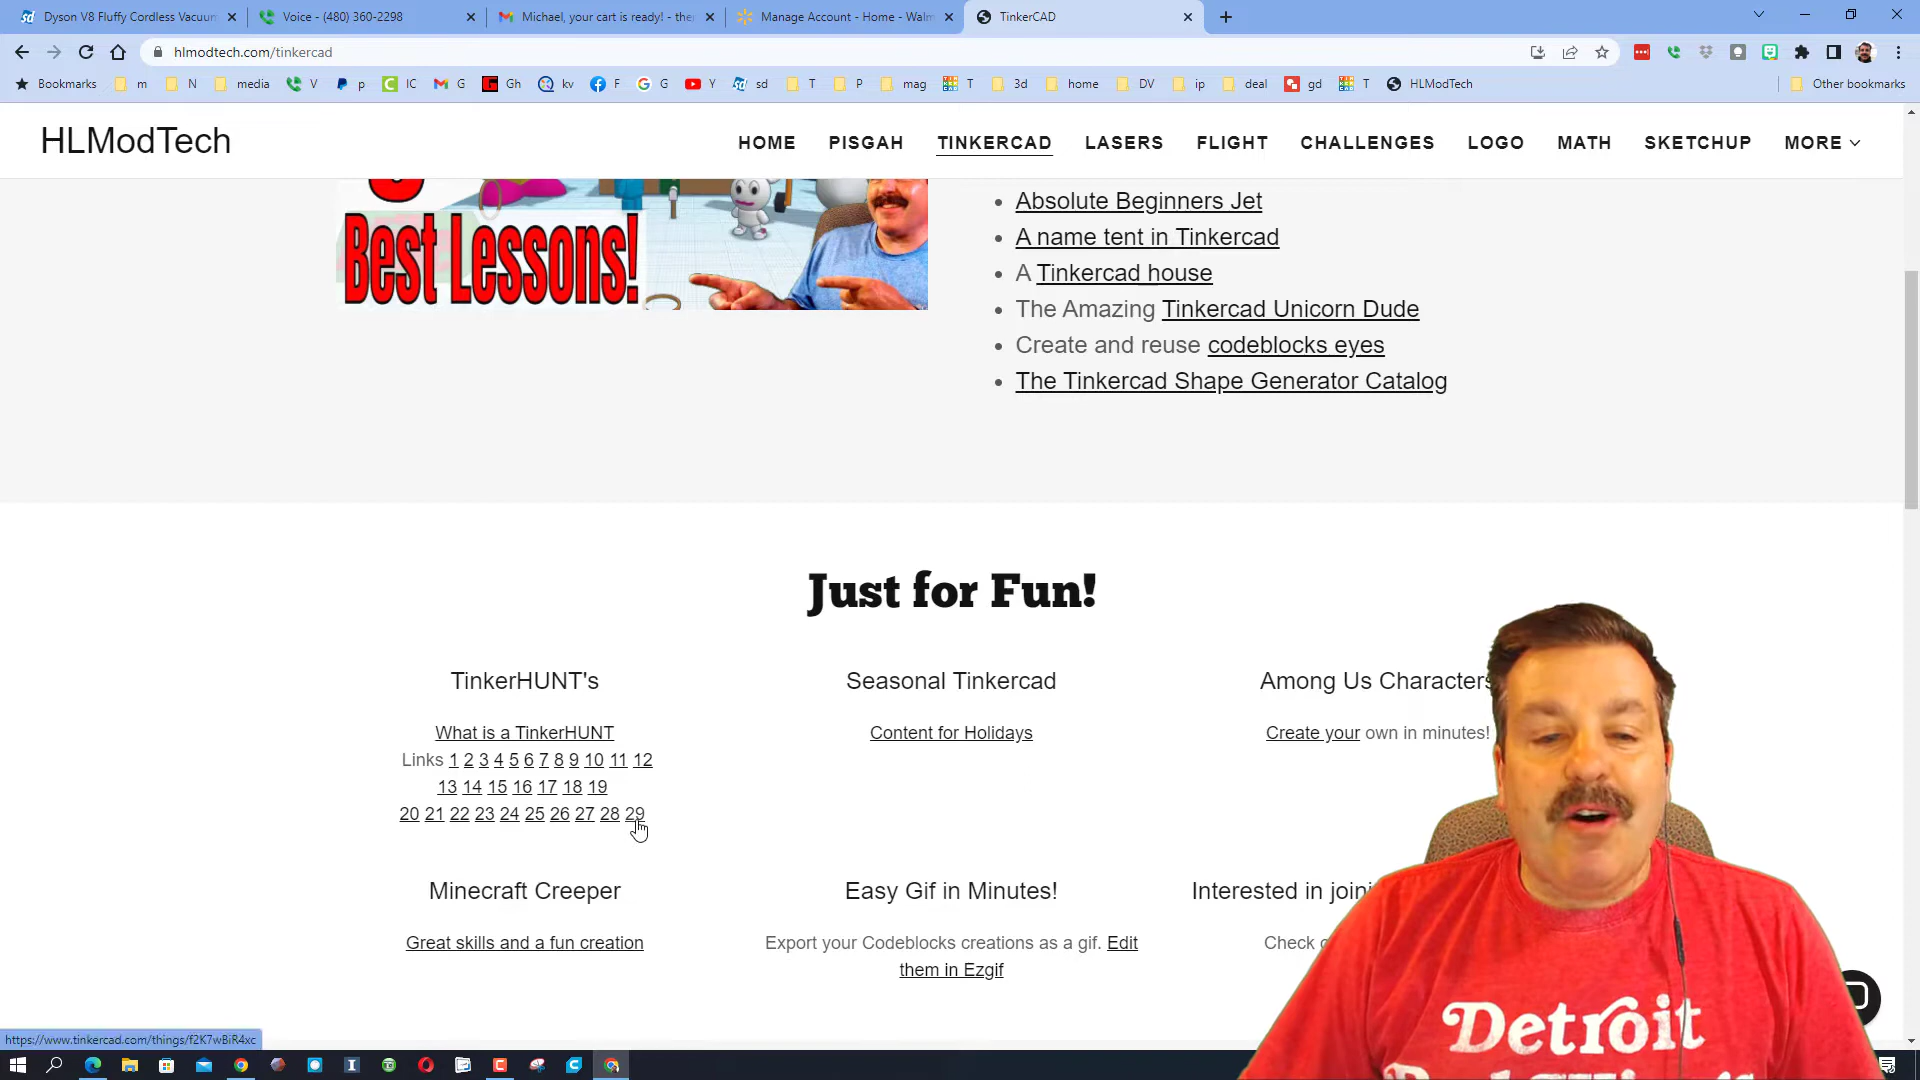 Dyson V8 Fluffy Cordless Vacuum
Voice - (480) 360-2298
Michael, your cart is ready! - the
Manage Account - Home - Walm
TinkerCAD
hlmodtech.com/tinkercad
Bookmarks m N media V p IC G Gh kv F G Y sd T P mag T 3d home DV ip deal gd T HLModTech Other bookmarks
HLModTech
HOME PISGAH TINKERCAD LASERS FLIGHT CHALLENGES LOGO MATH SKETCHUP MORE
Best Lessons!
Absolute Beginners Jet
A name tent in Tinkercad
A Tinkercad house
The Amazing Tinkercad Unicorn Dude
Create and reuse codeblocks eyes
The Tinkercad Shape Generator Catalog
Just for Fun!
TinkerHUNT's
What is a TinkerHUNT
Links 1 2 3 4 5 6 7 8 9 10 11 12
13 14 15 16 17 18 19
20 21 22 23 24 25 26 27 28 29
Seasonal Tinkercad
Content for Holidays
Among Us Characters
Create your own in minutes!
Minecraft Creeper
Great skills and a fun creation
Easy Gif in Minutes!
Export your Codeblocks creations as a gif. Edit
them in Ezgif
Interested in joini
Check
Detroit
https://www.tinkercad.com/things/f2K7wBiR4xc